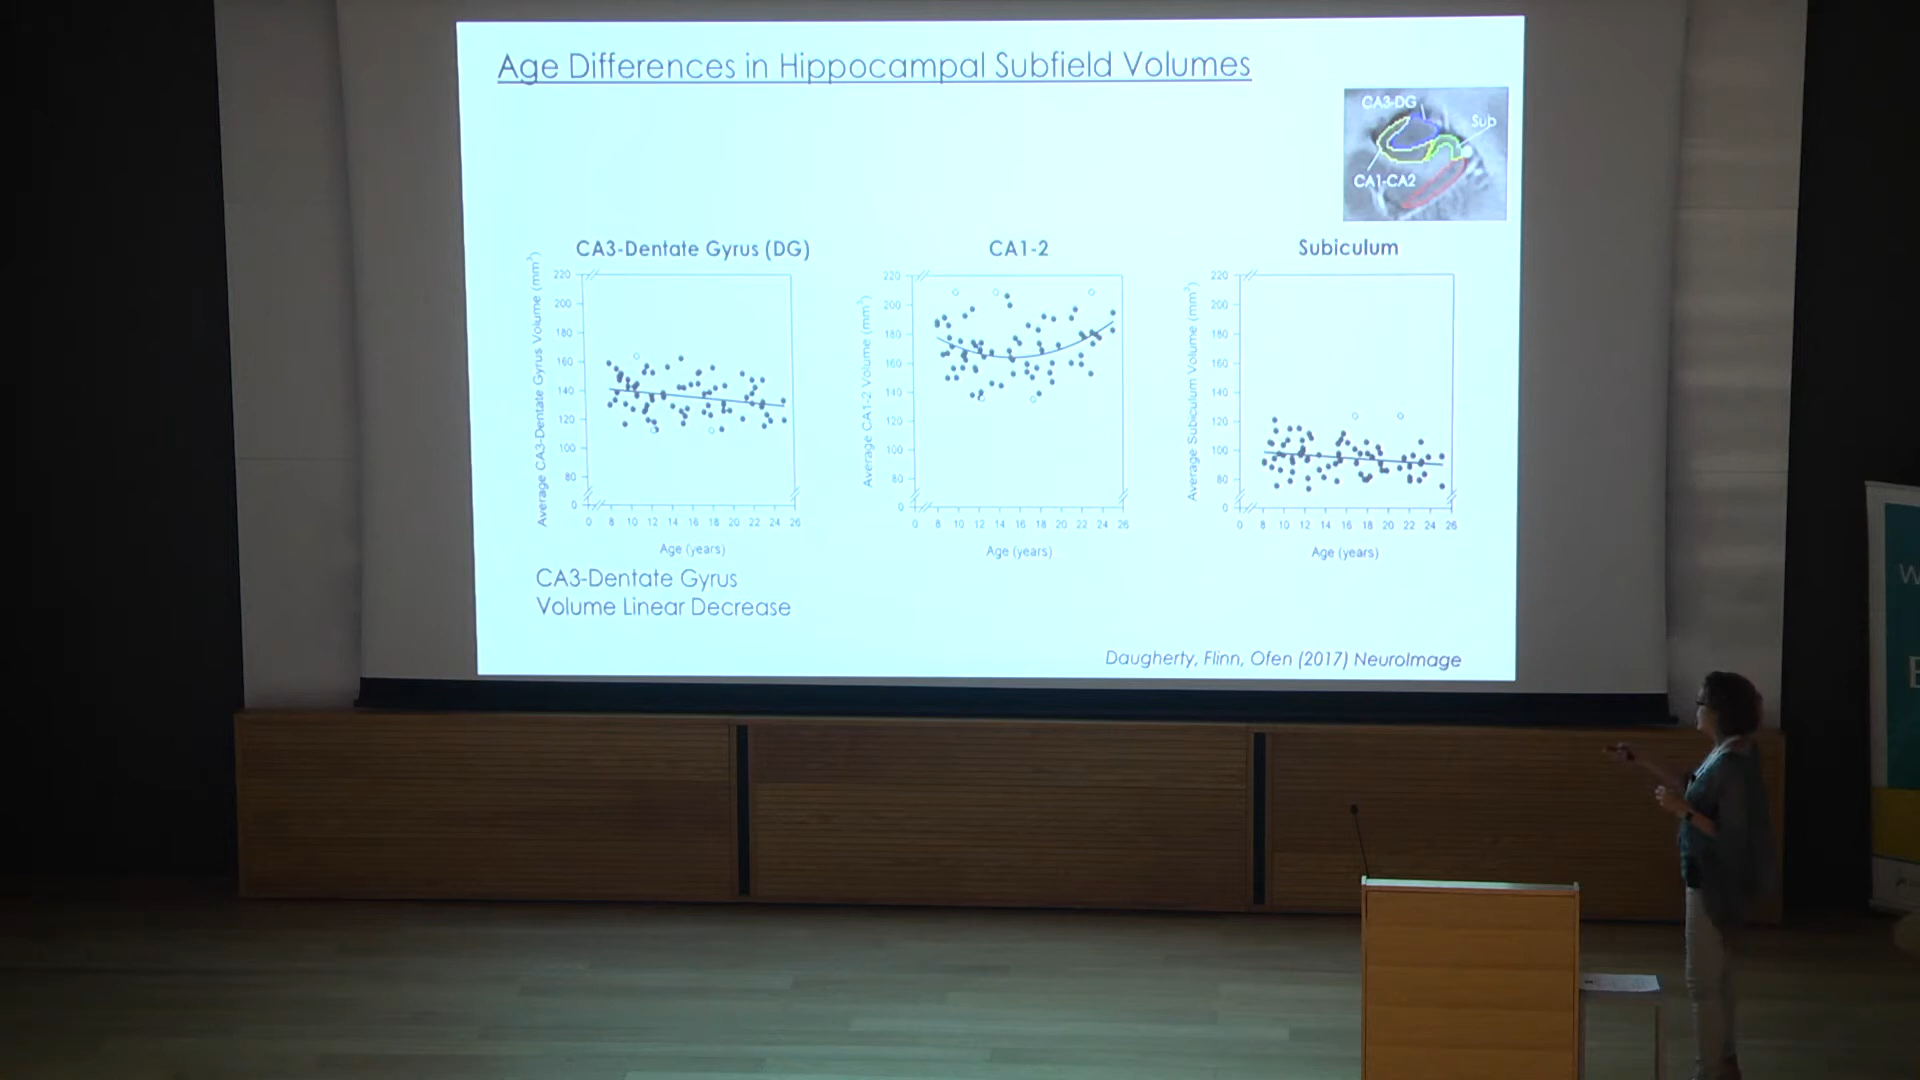 Age Differences in Hippocampal Subfield Volumes
CA3-DG
Sub
CA1-CA2
CA3-Dentate Gyrus (DG)
Average CA3-Dentate Gyrus Volume (mm³)
220
200
180
160
140
120
100
80
0
0 8 10 12 14 16 18 20 22 24 26
Age (years)
CA1-2
Average CA1-2 Volume (mm³)
220
200
180
160
140
120
100
80
0
0 8 10 12 14 16 18 20 22 24 26
Age (years)
Subiculum
Average Subiculum Volume (mm³)
220
200
180
160
140
120
100
80
0
0 8 10 12 14 16 18 20 22 24 26
Age (years)
CA3-Dentate Gyrus
Volume Linear Decrease
Daugherty, Flinn, Ofen (2017) NeuroImage